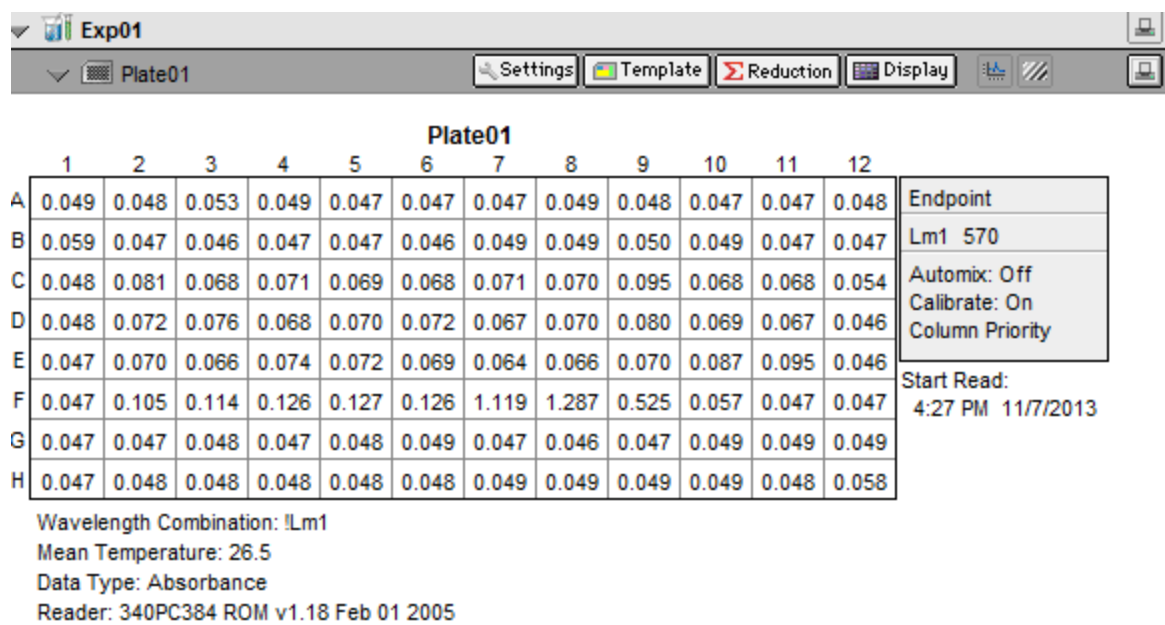 Exp01
Plate01 Settings Template Reduction Display
Plate01
1 2 3 4 5 6 7 8 9 10 11 12
A 0.049 0.048 0.053 0.049 0.047 0.047 0.047 0.049 0.048 0.047 0.047 0.048
B 0.059 0.047 0.046 0.047 0.047 0.046 0.049 0.049 0.050 0.049 0.047 0.047
C 0.048 0.081 0.068 0.071 0.069 0.068 0.071 0.070 0.095 0.068 0.068 0.054
D 0.048 0.072 0.076 0.068 0.070 0.072 0.067 0.070 0.080 0.069 0.067 0.046
E 0.047 0.070 0.066 0.074 0.072 0.069 0.064 0.066 0.070 0.087 0.095 0.046
F 0.047 0.105 0.114 0.126 0.127 0.126 1.119 1.287 0.525 0.057 0.047 0.047
G 0.047 0.047 0.048 0.047 0.048 0.049 0.047 0.046 0.047 0.049 0.049 0.049
H 0.047 0.048 0.048 0.048 0.048 0.048 0.049 0.049 0.049 0.049 0.048 0.058
Endpoint
Lm1 570
Automix: Off
Calibrate: On
Column Priority
Start Read:
4:27 PM 11/7/2013
Wavelength Combination: !Lm1
Mean Temperature: 26.5
Data Type: Absorbance
Reader: 340PC384 ROM v1.18 Feb 01 2005